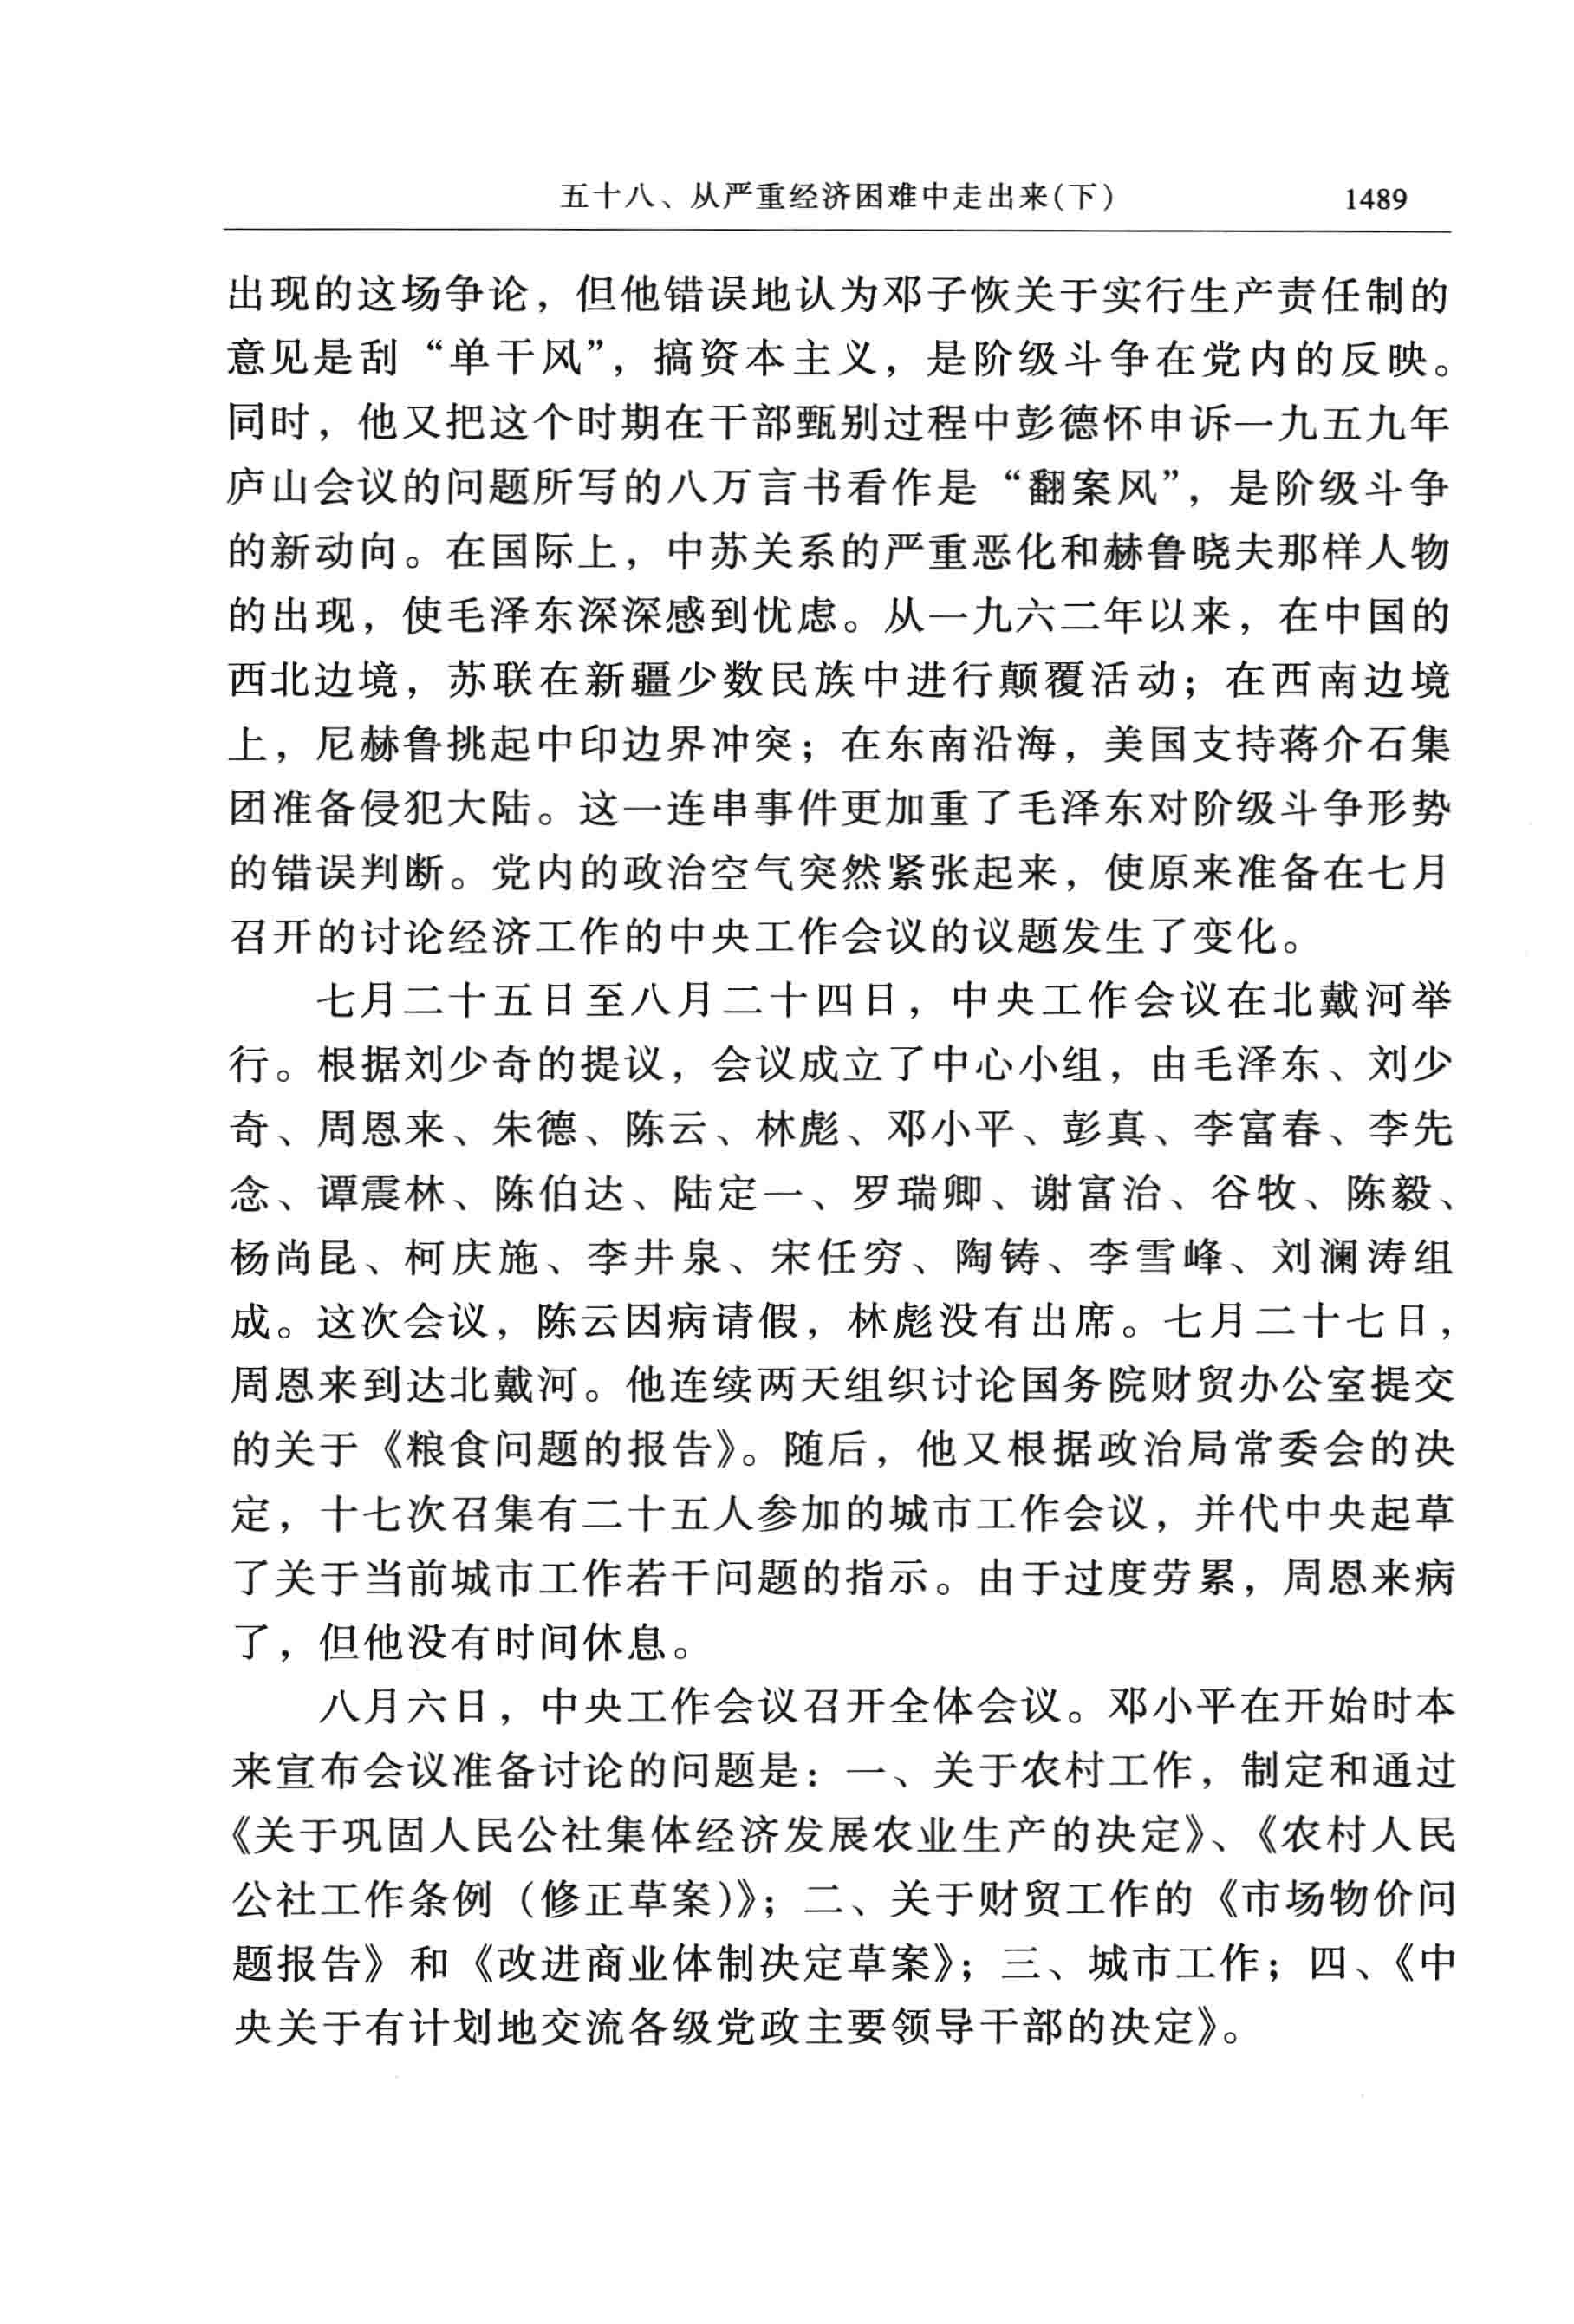 五十八、从严重经济困难中走出来(下) 1489
出现的这场争论，但他错误地认为邓子恢关于实行生产责任制的
意见是刮“单干风”，搞资本主义，是阶级斗争在党内的反映。
同时，他又把这个时期在干部甄别过程中彭德怀申诉一九五九年
庐山会议的问题所写的八万言书看作是“翻案风”，是阶级斗争
的新动向。在国际上，中苏关系的严重恶化和赫鲁晓夫那样人物
的出现，使毛泽东深深感到忧虑。从一九六二年以来，在中国的
西北边境，苏联在新疆少数民族中进行颠覆活动；在西南边境
上，尼赫鲁挑起中印边界冲突；在东南沿海，美国支持蒋介石集
团准备侵犯大陆。这一连串事件更加重了毛泽东对阶级斗争形势
的错误判断。党内的政治空气突然紧张起来，使原来准备在七月
召开的讨论经济工作的中央工作会议的议题发生了变化。
七月二十五日至八月二十四日，中央工作会议在北戴河举
行。根据刘少奇的提议，会议成立了中心小组，由毛泽东、刘少
奇、周恩来、朱德、陈云、林彪、邓小平、彭真、李富春、李先
念、谭震林、陈伯达、陆定一、罗瑞卿、谢富治、谷牧、陈毅、
杨尚昆、柯庆施、李井泉、宋任穷、陶铸、李雪峰、刘澜涛组
成。这次会议，陈云因病请假，林彪没有出席。七月二十七日，
周恩来到达北戴河。他连续两天组织讨论国务院财贸办公室提交
的关于《粮食问题的报告》。随后，他又根据政治局常委会的决
定，十七次召集有二十五人参加的城市工作会议，并代中央起草
了关于当前城市工作若干问题的指示。由于过度劳累，周恩来病
了，但他没有时间休息。
八月六日，中央工作会议召开全体会议。邓小平在开始时本
来宣布会议准备讨论的问题是：一、关于农村工作，制定和通过
《关于巩固人民公社集体经济发展农业生产的决定》、《农村人民
公社工作条例（修正草案）》；二、关于财贸工作的《市场物价问
题报告》和《改进商业体制决定草案》；三、城市工作；四、《中
央关于有计划地交流各级党政主要领导干部的决定》。